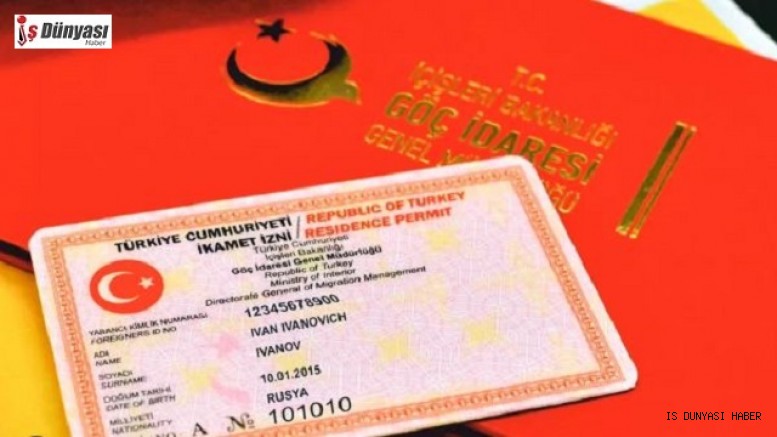 İş Dünyası
Haber
T.C.
İÇİŞLERİ BAKANLIĞI
GÖÇ İDARESİ
GENEL MÜDÜRLÜĞÜ
TÜRKİYE CUMHURİYETİ / REPUBLIC OF TURKEY
İKAMET İZNİ / RESIDENCE PERMIT
Türkiye Cumhuriyeti
İçişleri Bakanlığı
Göç İdaresi Genel Müdürlüğü
Republic of Turkey
Ministry of Interior
Directorate General of Migration Management
YABANCI KİMLİK NUMARASI
FOREIGNERS ID NO
12345678900
ADI
NAME
IVAN IVANOVICH
SOYADI
SURNAME
IVANOV
DOĞUM TARİHİ
DATE OF BIRTH
10.01.2015
MİLLİYETİ
NATIONALITY
RUSYA
A № 101010
IS DUNYASI HABER